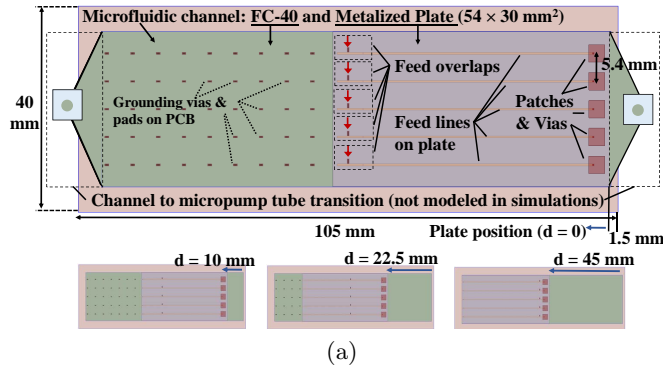 Microfluidic channel: FC-40 and Metalized Plate (54 × 30 mm²)
Feed overlaps
5.4 mm
40 mm
Grounding vias & pads on PCB
Feed lines on plate
Patches & Vias
Channel to micropump tube transition (not modeled in simulations)
105 mm
Plate position (d = 0)
1.5 mm
d = 10 mm
d = 22.5 mm
d = 45 mm
(a)